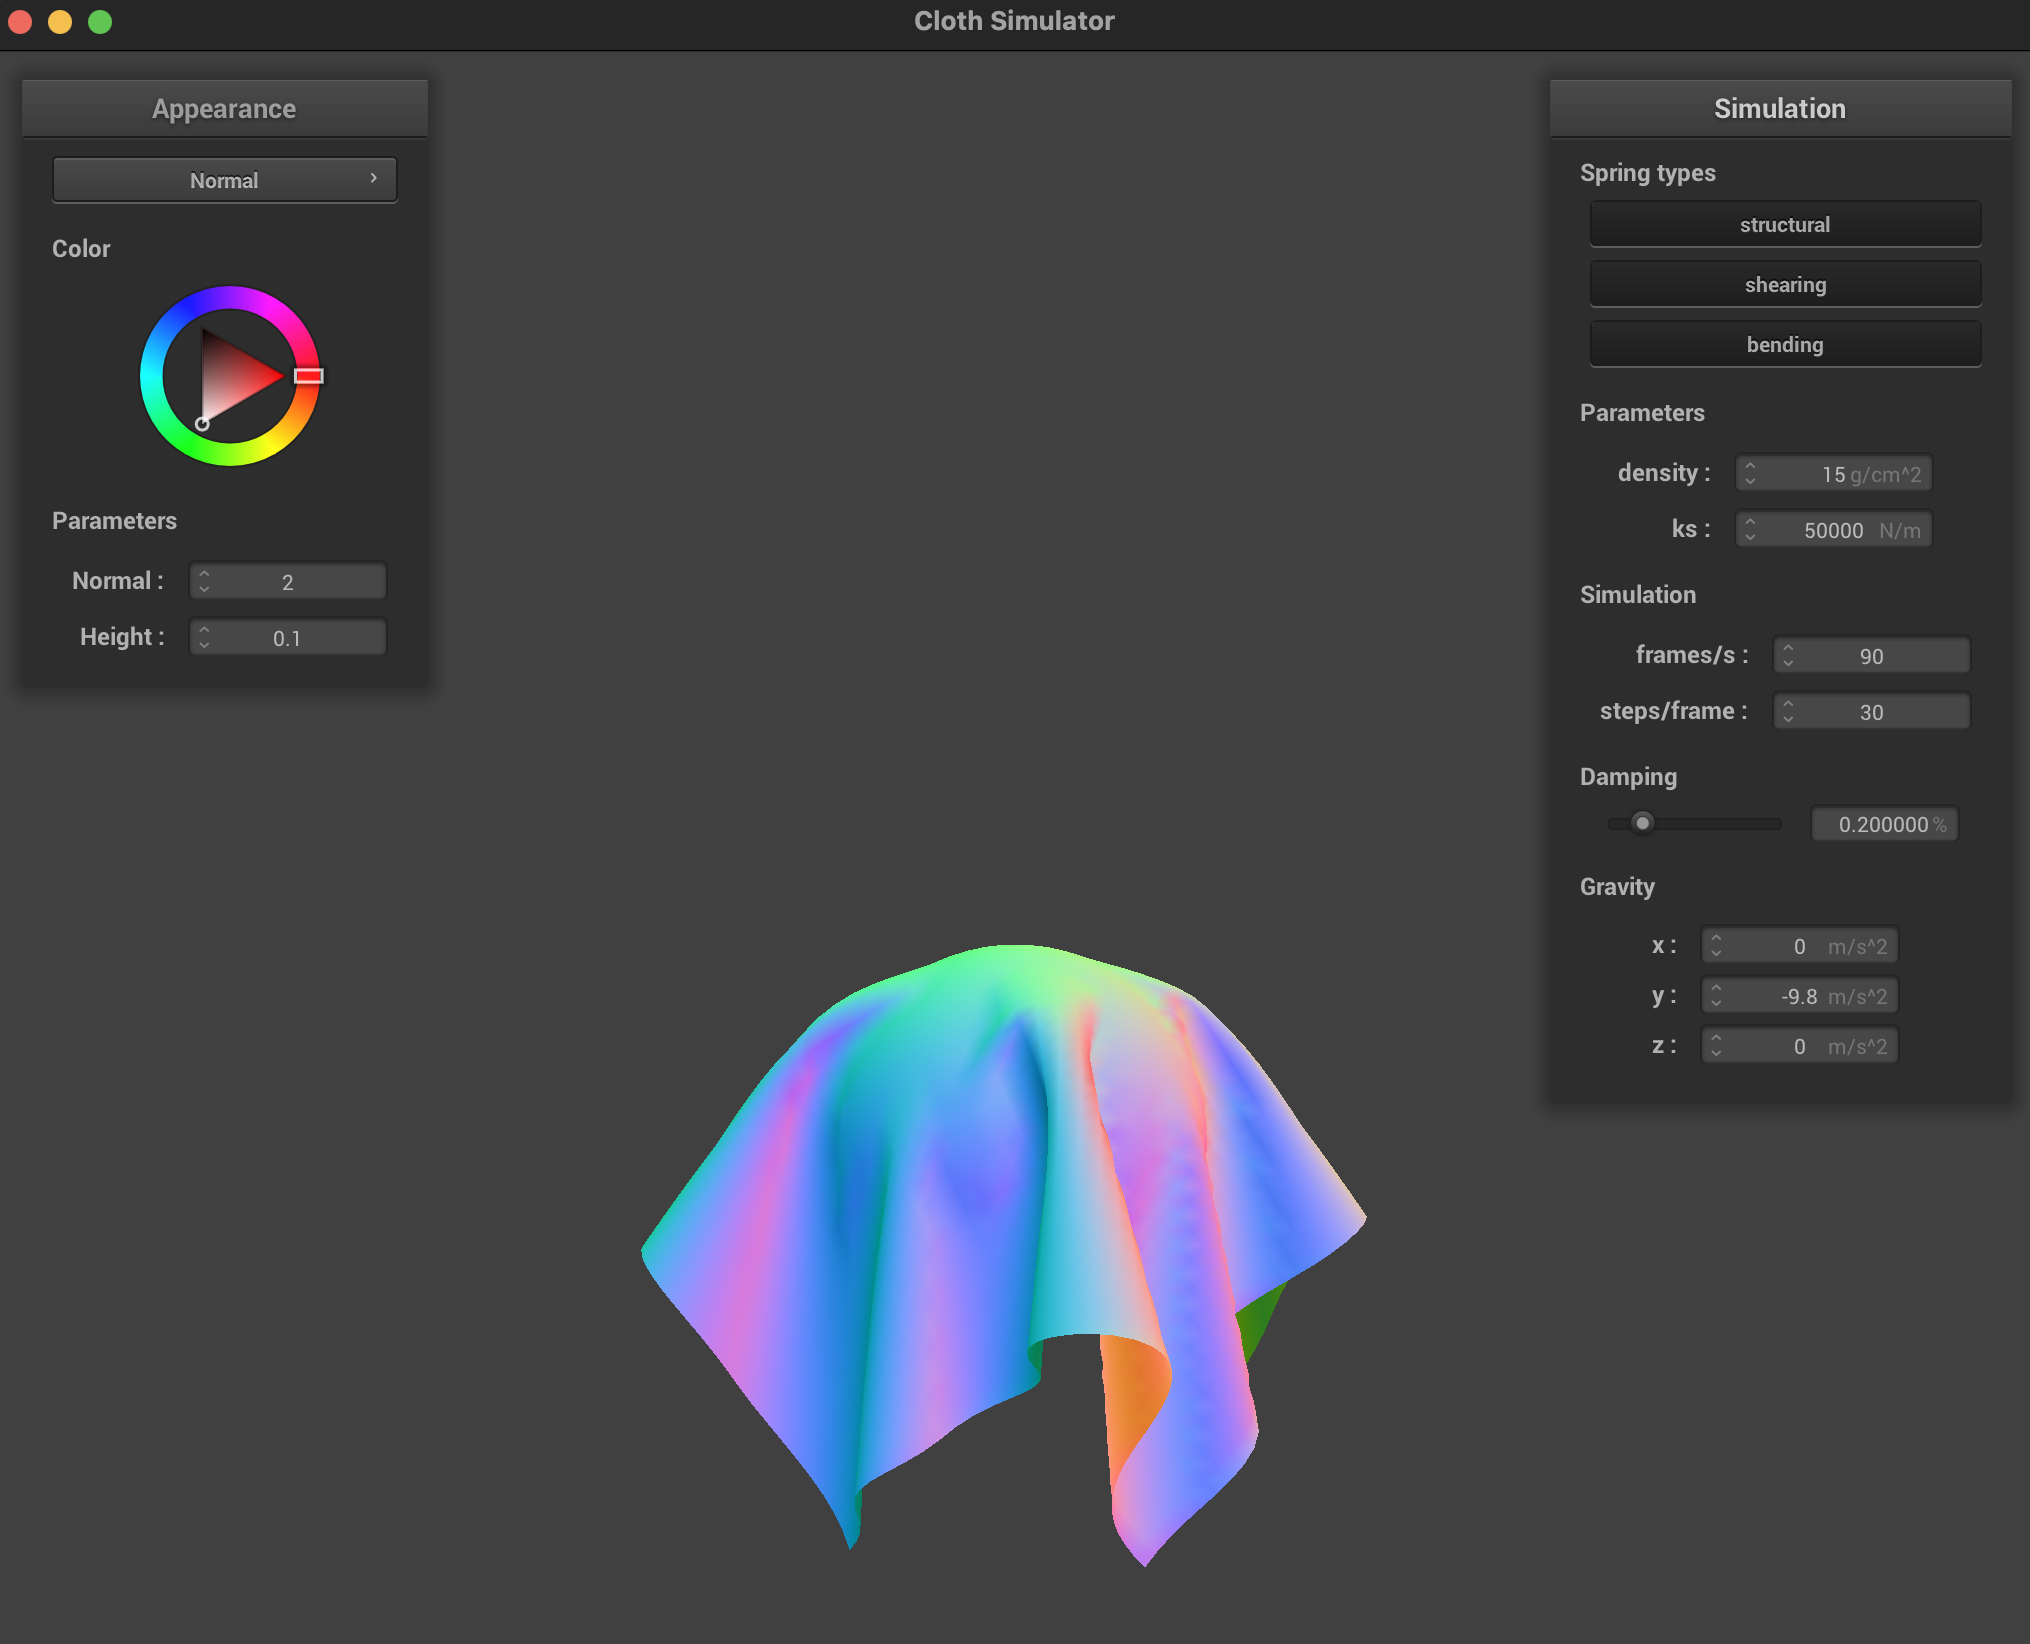 Cloth Simulator
Appearance
Normal
Color
Parameters
Normal : 2
Height : 0.1
Simulation
Spring types
structural
shearing
bending
Parameters
density : 15 g/cm^2
ks : 50000 N/m
Simulation
frames/s : 90
steps/frame : 30
Damping
0.200000 %
Gravity
x : 0 m/s^2
y : -9.8 m/s^2
z : 0 m/s^2